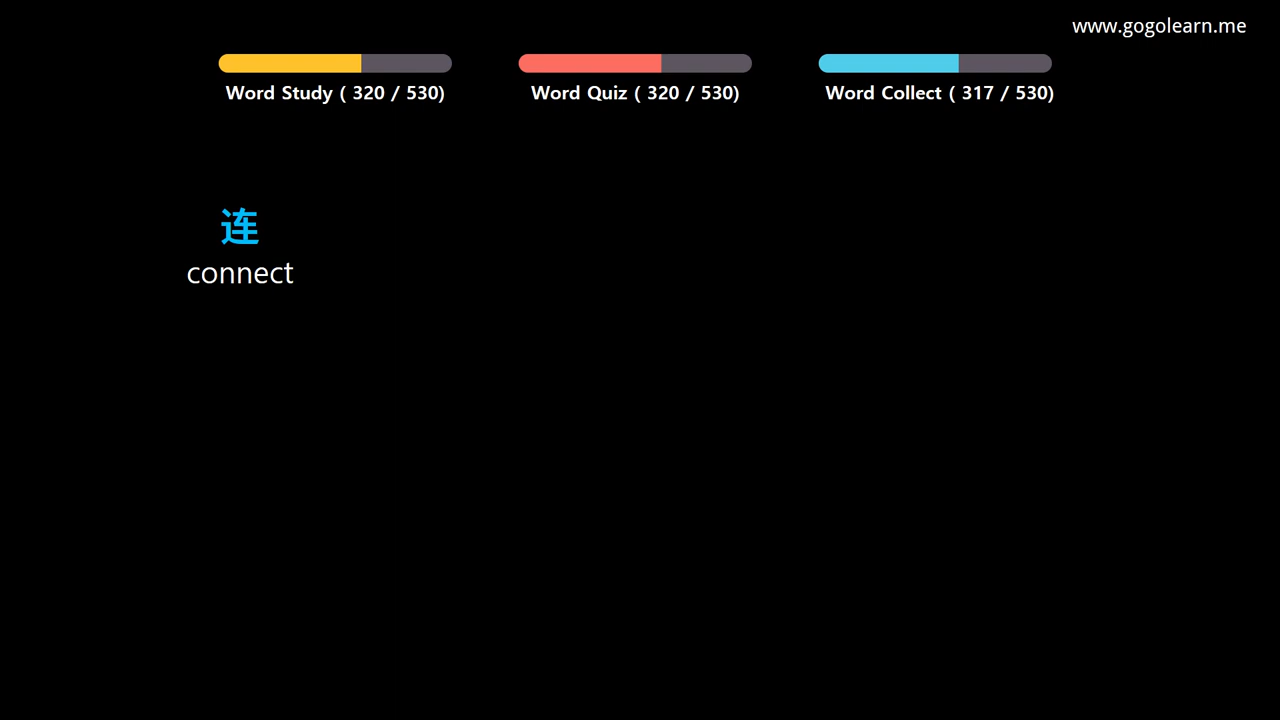 www.gogolearn.me
Word Study ( 320 / 530)
Word Quiz ( 320 / 530)
Word Collect ( 317 / 530)
连
connect